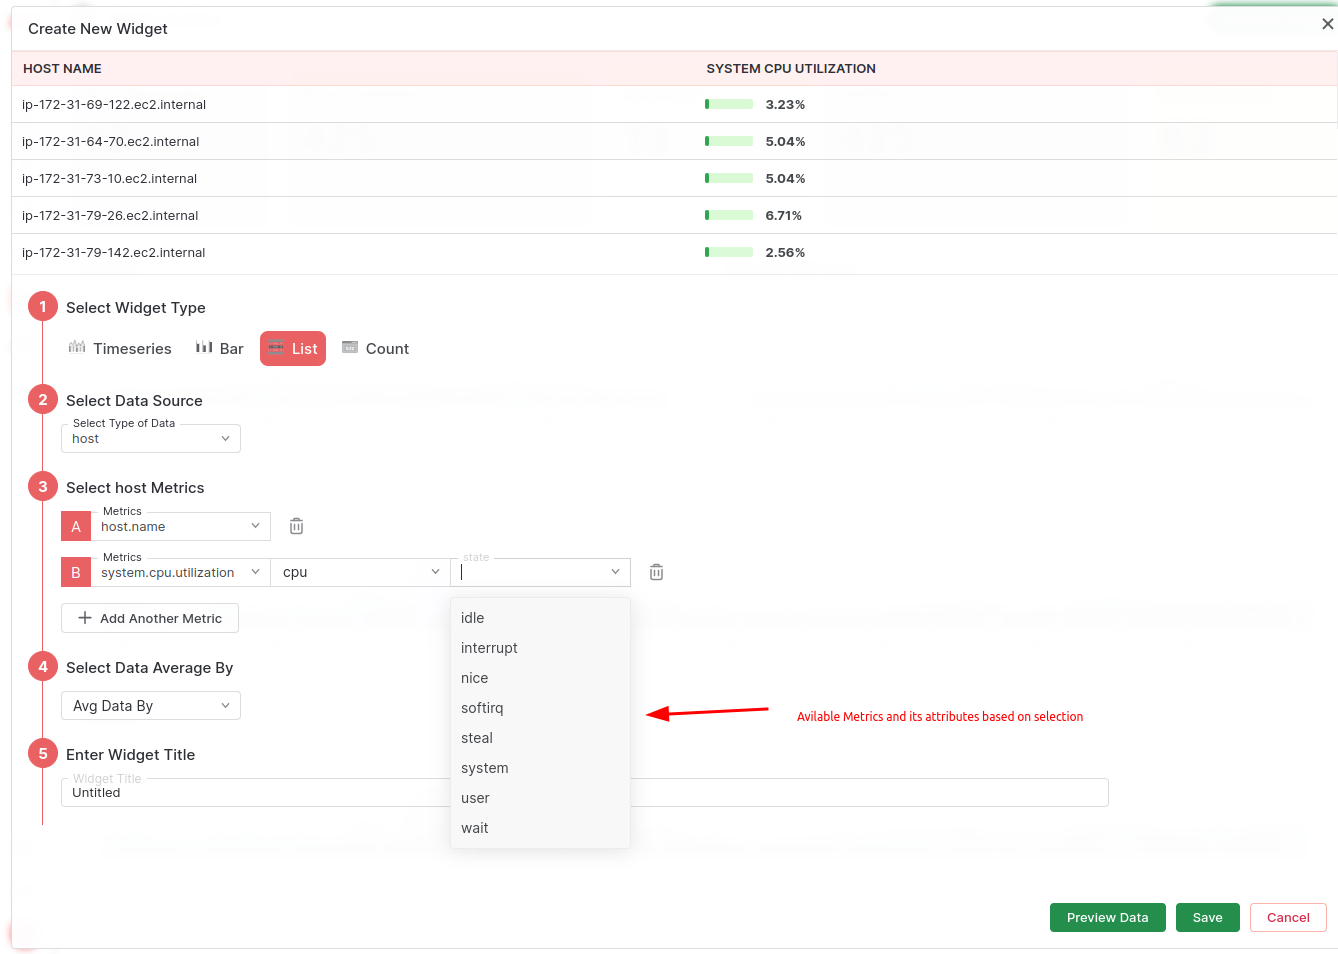 Create New Widget
HOST NAME SYSTEM CPU UTILIZATION
ip-172-31-69-122.ec2.internal 3.23%
ip-172-31-64-70.ec2.internal 5.04%
ip-172-31-73-10.ec2.internal 5.04%
ip-172-31-79-26.ec2.internal 6.71%
ip-172-31-79-142.ec2.internal 2.56%
1 Select Widget Type
Timeseries Bar List Count
2 Select Data Source
Select Type of Data
host
3 Select host Metrics
Metrics
A host.name
Metrics state
B system.cpu.utilization cpu
Add Another Metric
idle
interrupt
nice
softirq
steal
system
user
wait
Avilable Metrics and its attributes based on selection
4 Select Data Average By
Avg Data By
5 Enter Widget Title
Widget Title
Untitled
Preview Data Save Cancel